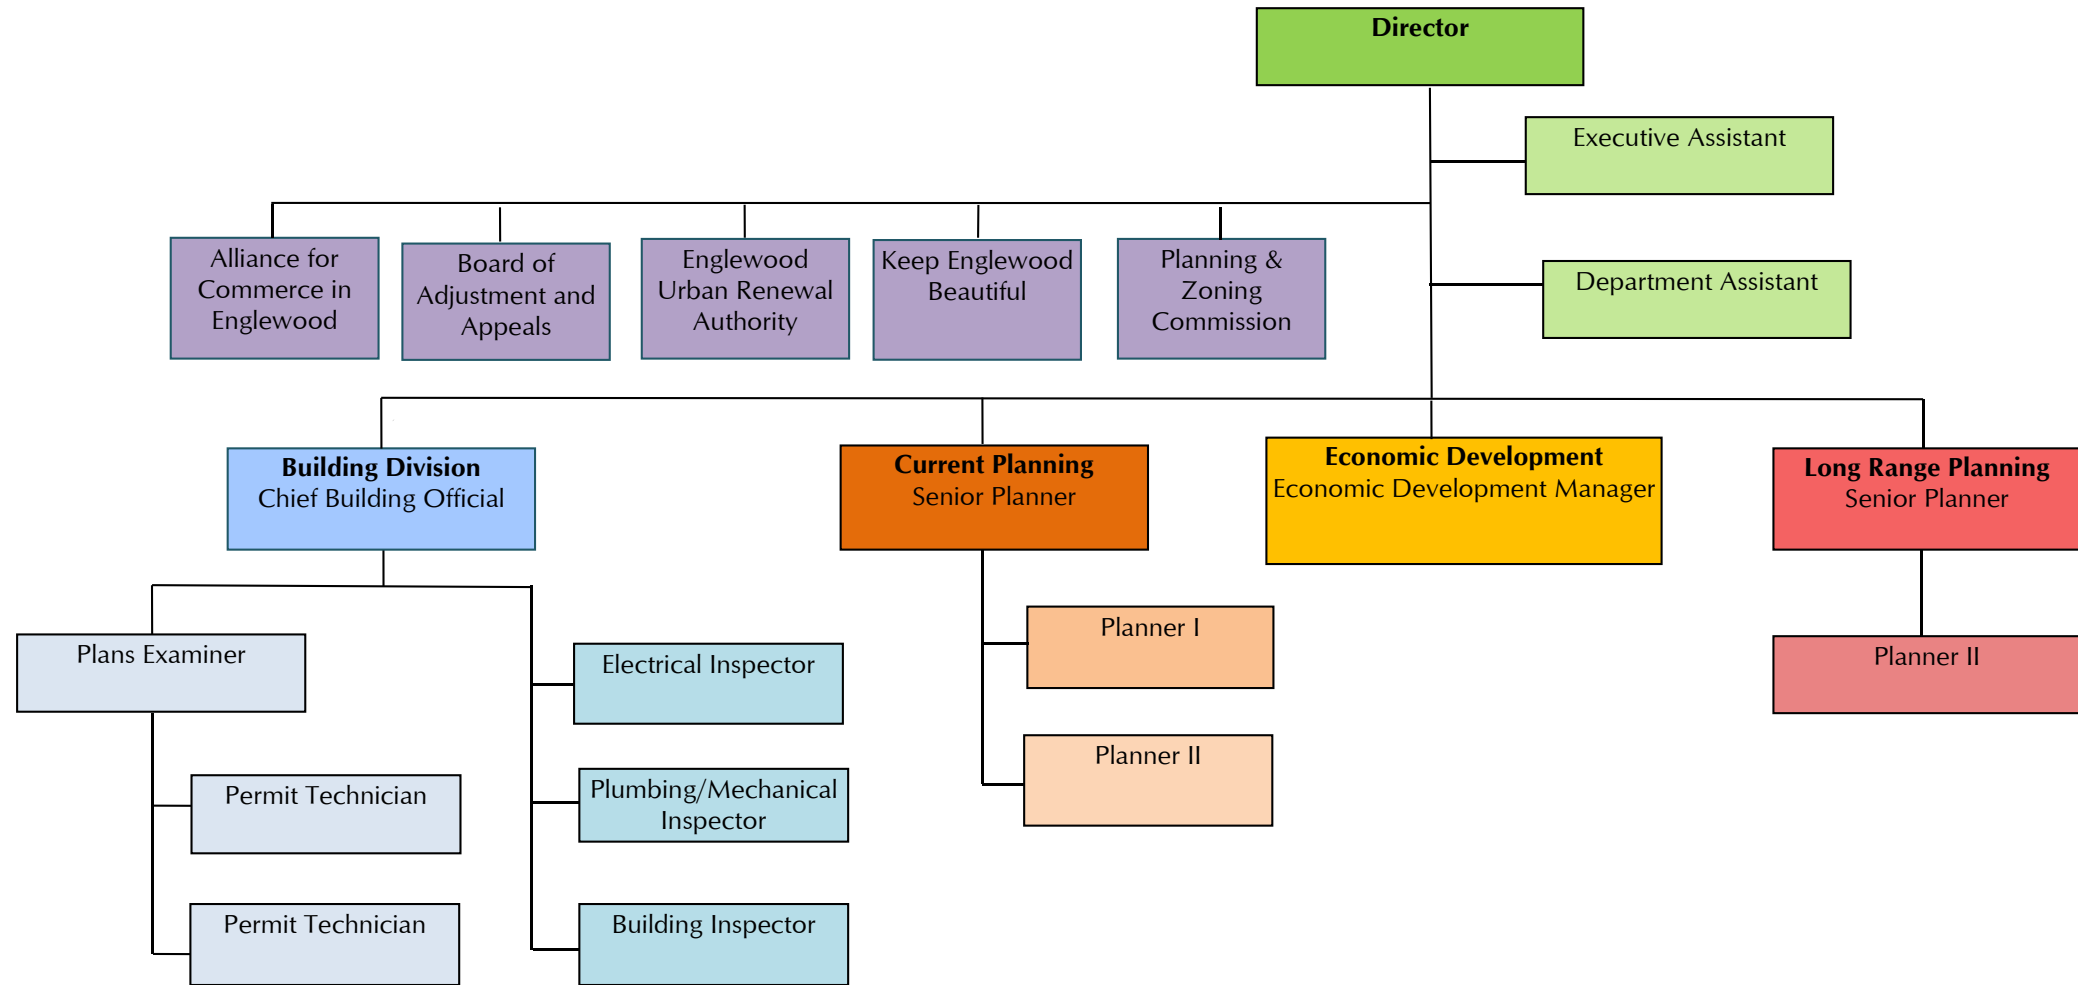 Director
Executive Assistant
Alliance for
Commerce in
Englewood
Board of
Adjustment and
Appeals
Englewood
Urban Renewal
Authority
Keep Englewood
Beautiful
Planning &
Zoning
Commission
Department Assistant
Building Division
Chief Building Official
Current Planning
Senior Planner
Economic Development
Economic Development Manager
Long Range Planning
Senior Planner
Plans Examiner
Electrical Inspector
Planner I
Planner II
Permit Technician
Plumbing/Mechanical
Inspector
Planner II
Permit Technician
Building Inspector